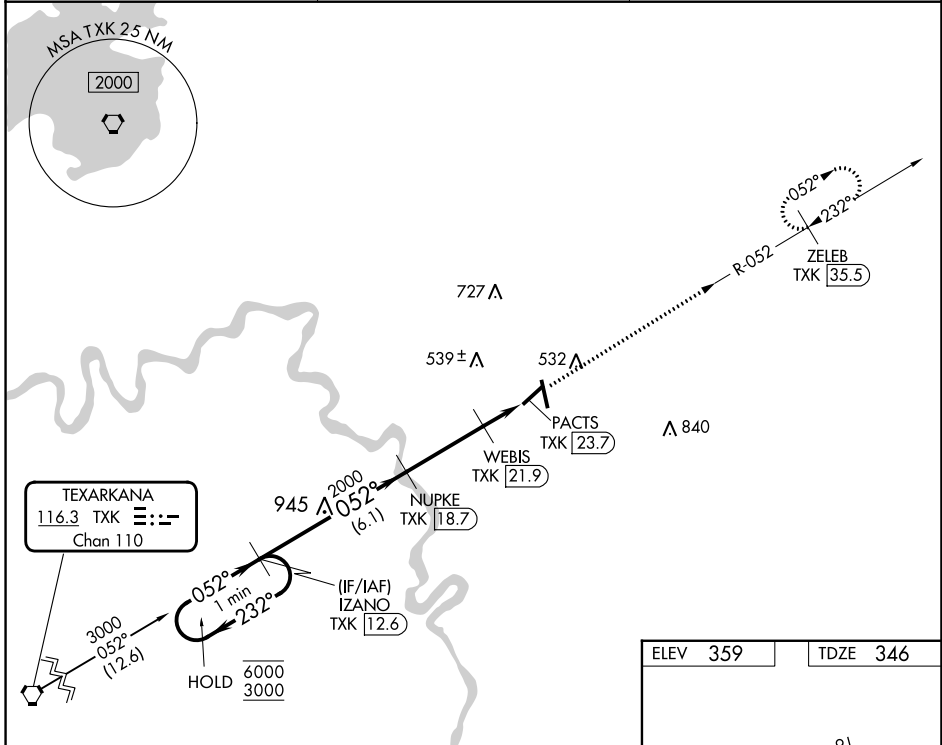 MSA TXK 25 NM
2000
052°
232°
R-052
ZELEB
TXK 35.5
727
539 ±
532
840
PACTS
TXK 23.7
WEBIS
TXK 21.9
945
2000
052°
(6.1)
NUPKE
TXK 18.7
TEXARKANA
116.3 TXK
Chan 110
052°
1 min
232°
(IF/IAF)
IZANO
TXK 12.6
3000
052°
(12.6)
HOLD 6000
3000
ELEV 359
TDZE 346